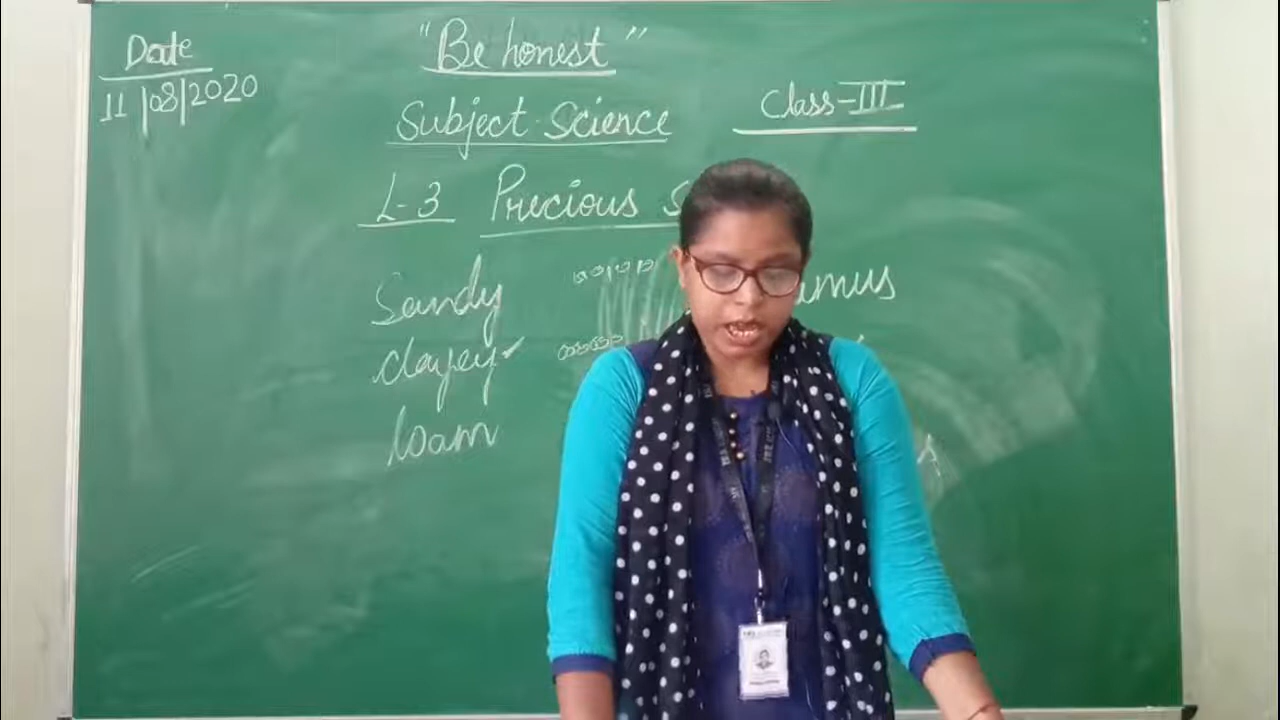 Date
11/08/2020
"Be honest"
Subject-Science
Class-III
L-3 Precious
Sandy
clayey
loam